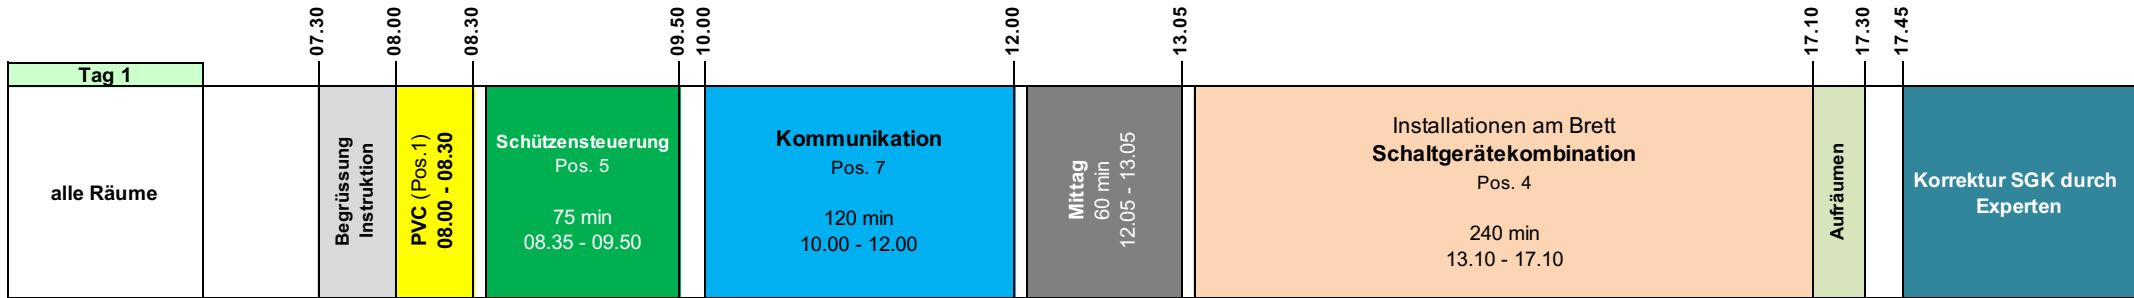 07.30
08.00
08.30
09.50
10.00
12.00
13.05
17.10
17.30
17.45
Tag 1
alle Räume
Begrüssung
Instruktion
PVC (Pos.1)
08.00 - 08.30
Schützensteuerung
Pos. 5
75 min
08.35 - 09.50
Kommunikation
Pos. 7
120 min
10.00 - 12.00
Mittag
60 min
12.05 - 13.05
Installationen am Brett
Schaltgerätekombination
Pos. 4
240 min
13.10 - 17.10
Aufräumen
Korrektur SGK durch
Experten